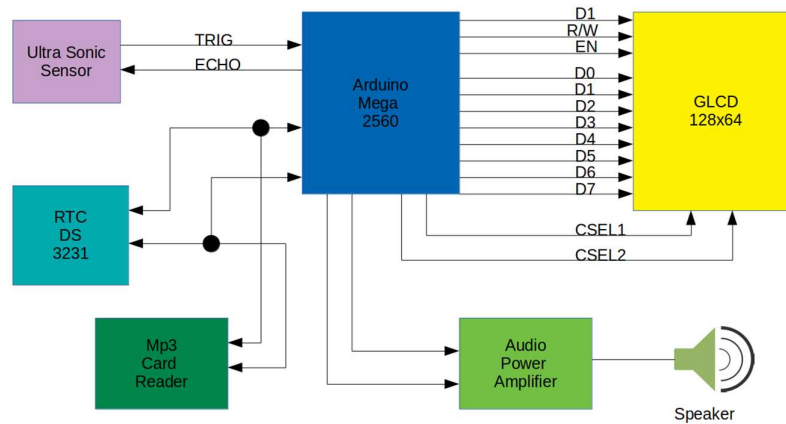 Ultra Sonic
Sensor
TRIG
ECHO
Arduino
Mega
2560
D1
R/W
EN
D0
D1
D2
D3
D4
D5
D6
D7
GLCD
128x64
RTC
DS
3231
CSEL1
CSEL2
Mp3
Card
Reader
Audio
Power
Amplifier
Speaker